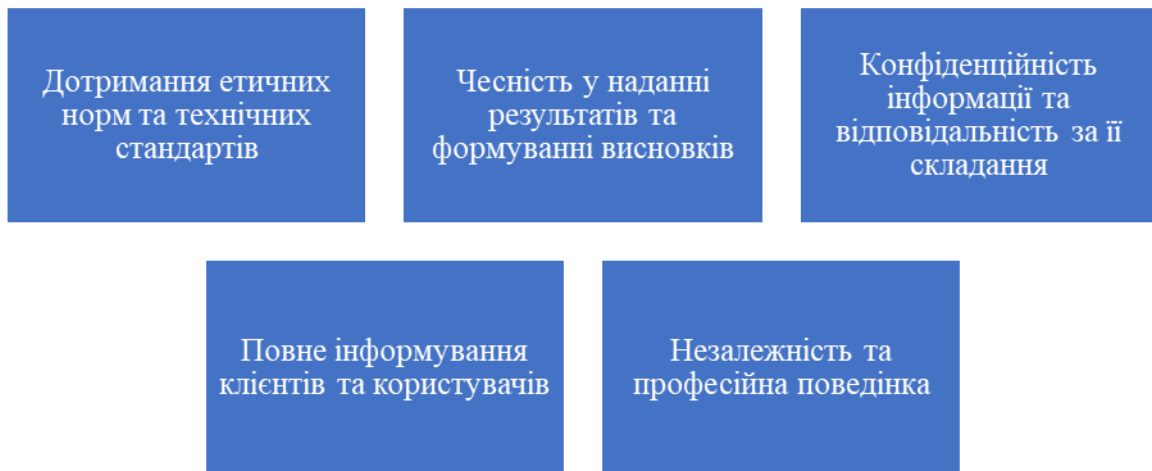 Дотримання етичних
норм та технічних
стандартів
Чесність у наданні
результатів та
формуванні висновків
Конфіденційність
інформації та
відповідальність за її
складання
Повне інформування
клієнтів та користувачів
Незалежність та
професійна поведінка